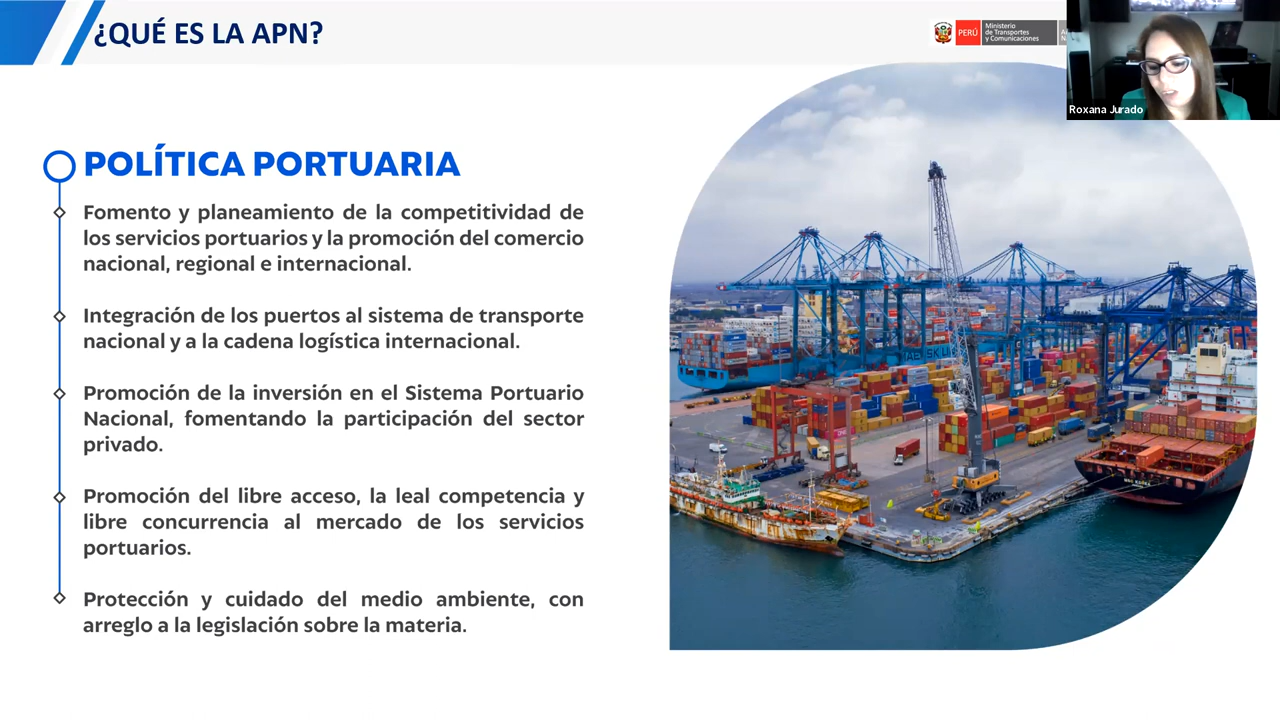 ¿QUÉ ES LA APN?
PERÚ
Ministerio
de Transportes
y Comunicaciones
Roxana Jurado
POLÍTICA PORTUARIA
Fomento y planeamiento de la competitividad de
los servicios portuarios y la promoción del comercio
nacional, regional e internacional.
Integración de los puertos al sistema de transporte
nacional y a la cadena logística internacional.
Promoción de la inversión en el Sistema Portuario
Nacional, fomentando la participación del sector
privado.
Promoción del libre acceso, la leal competencia y
libre concurrencia al mercado de los servicios
portuarios.
Protección y cuidado del medio ambiente, con
arreglo a la legislación sobre la materia.